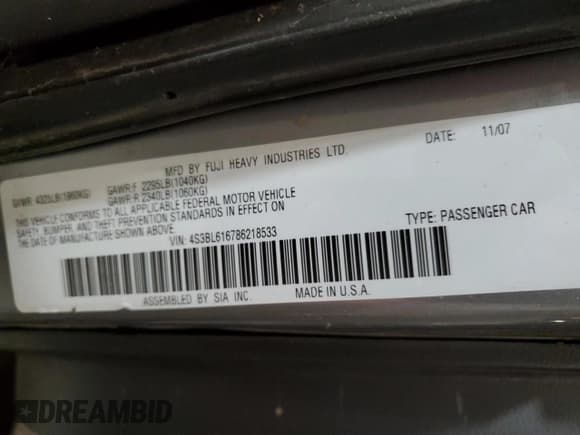 MFD BY FUJI HEAVY INDUSTRIES LTD.
DATE: 11/07
GVWR: 4325LB(1960KG)
GAWR:F 2295LB(1040KG)
GAWR:R 2340LB(1060KG)
THIS VEHICLE CONFORMS TO ALL APPLICABLE FEDERAL MOTOR VEHICLE
SAFETY, BUMPER, AND THEFT PREVENTION STANDARDS IN EFFECT ON
THE DATE OF MANUFACTURE SHOWN ABOVE.
VIN: 4S3BL616786218533
TYPE: PASSENGER CAR
ASSEMBLED BY SIA INC.
MADE IN U.S.A.
DREAMBID